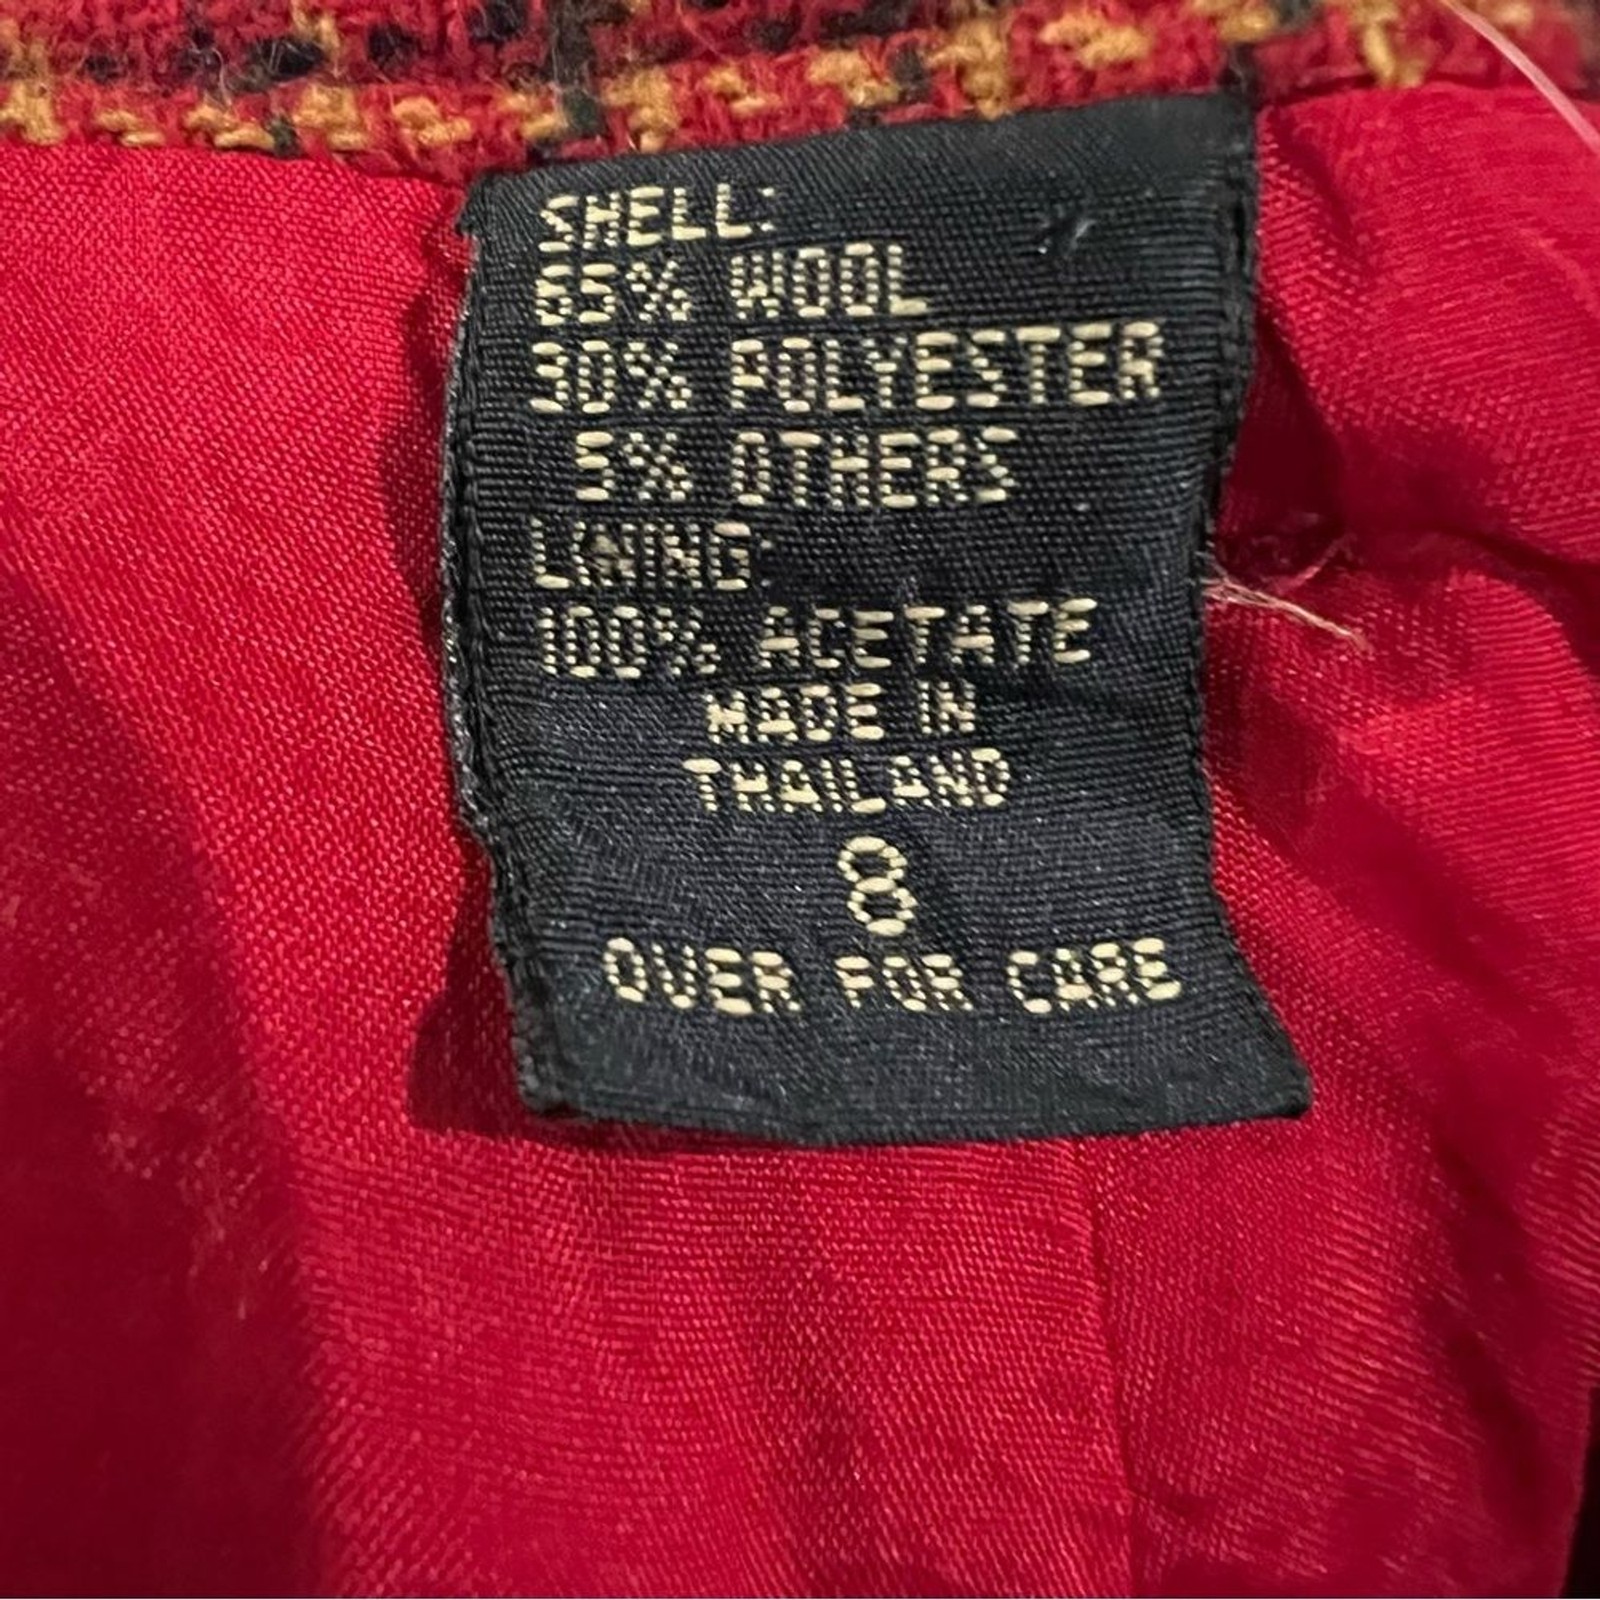 SHELL:
65% WOOL
30% POLYESTER
5% OTHERS
LINING:
100% ACETATE
MADE IN
THAILAND
8
OVER FOR CARE